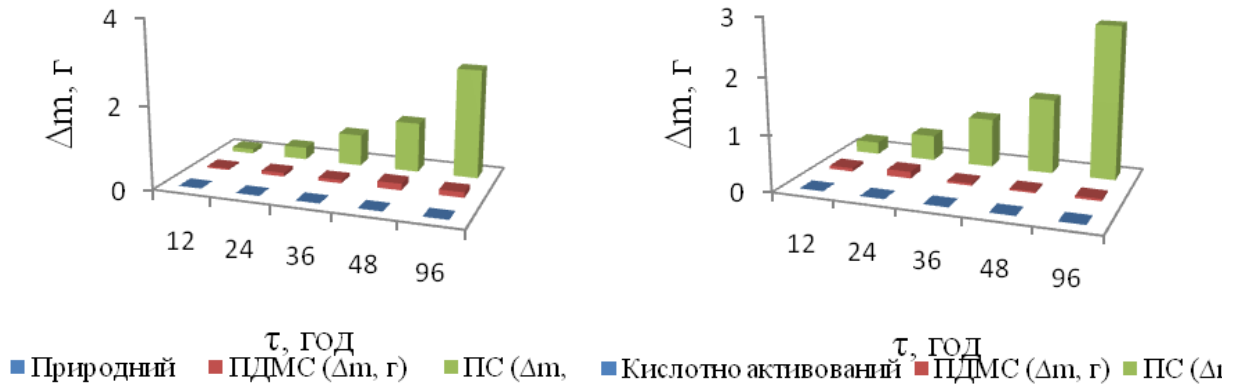 4
2
0
Δm, г
12 24 36 48 96
τ, год
Природний ПДМС (Δm, г) ПС (Δm,
3
2
1
0
Δm, г
12 24 36 48 96
τ, год
Кислотно активований ПДМС (Δm, г) ПС (Δ